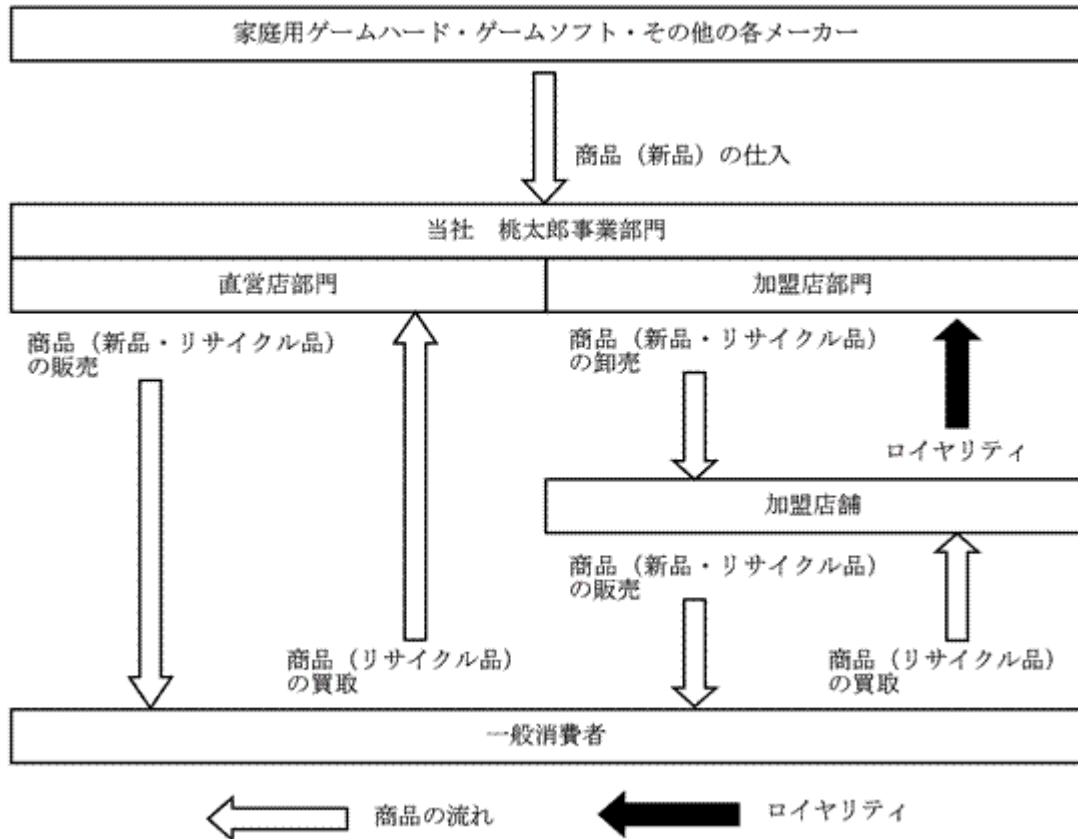 家庭用ゲームハード・ゲームソフト・その他の各メーカー
商品（新品）の仕入
当社　桃太郎事業部門
直営店部門
加盟店部門
商品（新品・リサイクル品）
の販売
商品（新品・リサイクル品）
の卸売
ロイヤリティ
加盟店舗
商品（新品・リサイクル品）
の販売
商品（リサイクル品）
の買取
商品（リサイクル品）
の買取
一般消費者
商品の流れ
ロイヤリティ